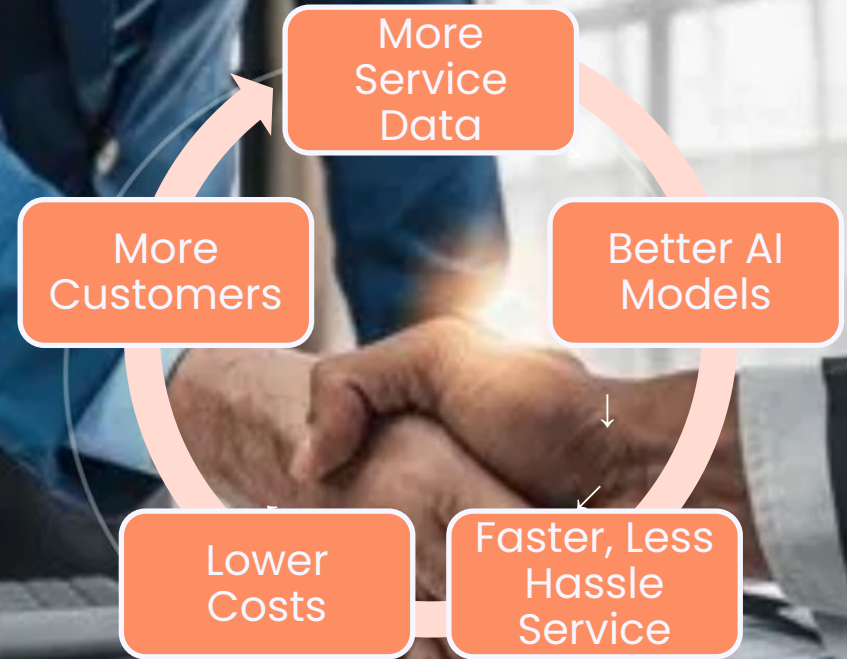 More
Service
Data
Better AI
Models
Faster, Less
Hassle
Service
Lower
Costs
More
Customers